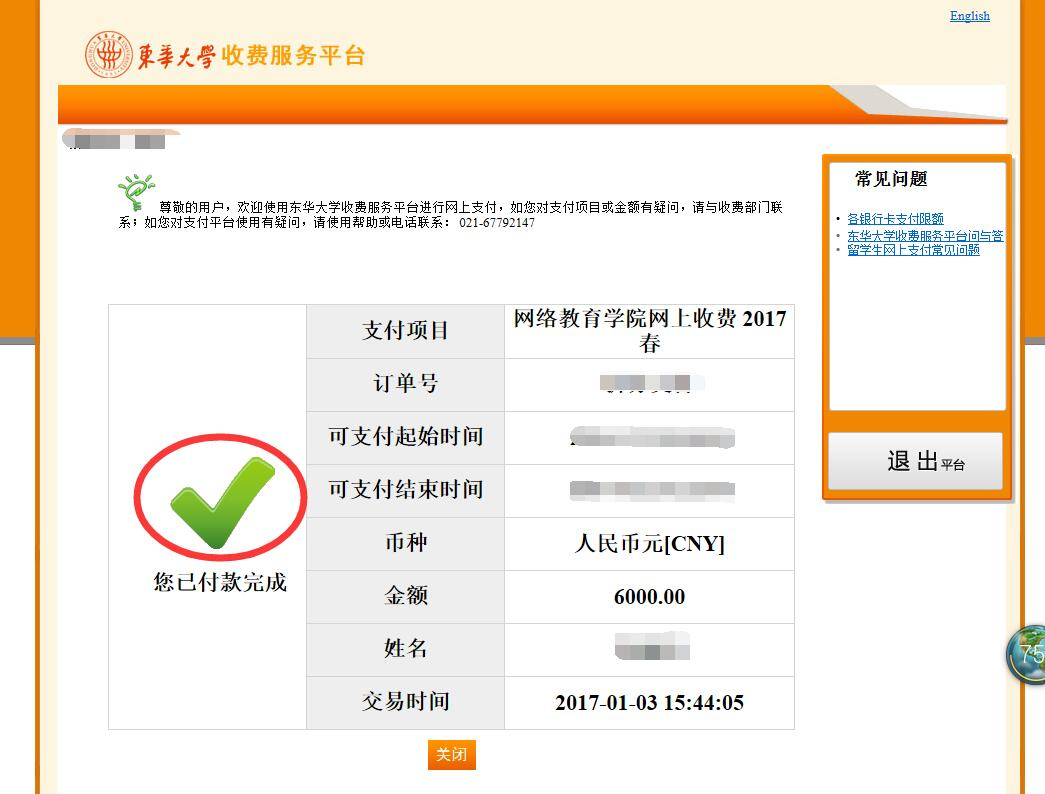 English
東華大学 收费服务平台
尊敬的用户，欢迎使用东华大学收费服务平台进行网上支付，如您对支付项目或金额有疑问，请与收费部门联
系；如您对支付平台使用有疑问，请使用帮助或电话联系： 021-67792147
常见问题
• 各银行卡支付限额
• 东华大学收费服务平台问与答
• 留学生网上支付常见问题
退出平台
支付项目
网络教育学院网上收费 2017
春
订单号
可支付起始时间
可支付结束时间
币种
人民币元[CNY]
您已付款完成
金额
6000.00
姓名
交易时间
2017-01-03 15:44:05
关闭
75